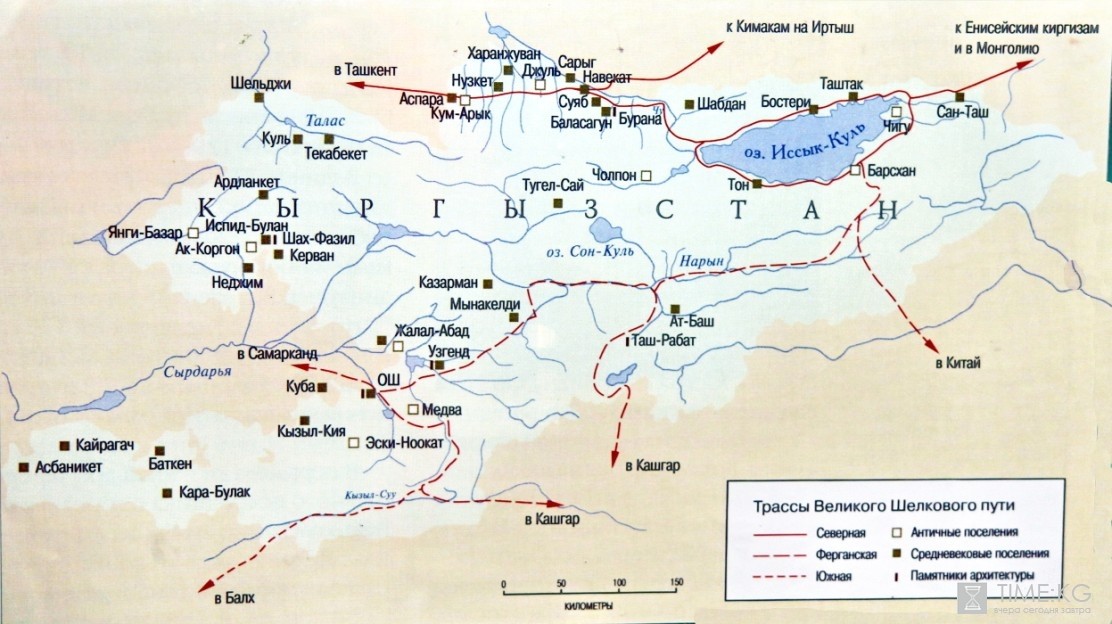 к Кимакам на Иртыш
к Енисейским киргизам
и в Монголию
в Ташкент
Харанжуван
Джуль
Сарыг
Навекат
Нузкет
Шельджи
Аспара
Кум-Арык
Суяб
Баласагун
Бурана
Чу
Шабдан
Бостери
Таштак
Сан-Таш
Чигу
Талас
Куль
Текабекет
оз. Иссык-Куль
Барсхан
Тон
Чолпон
Тугел-Сай
Ардланкет
КЫРГЫЗСТАН
Янги-Базар
Испид-Булан
Шах-Фазил
Ак-Коргон
Керван
Неджим
оз. Сон-Куль
Нарын
Казарман
Мынакелди
Ат-Баш
Таш-Рабат
Жалал-Абад
Узгенд
в Самарканд
Сырдарья
Куба
ОШ
Медва
Кызыл-Кия
Эски-Ноокат
в Китай
Кайрагач
Асбаникет
Баткен
Кара-Булак
Кызыл-Суу
в Кашгар
в Кашгар
в Балх
0 50 100 150
КИЛОМЕТРЫ
Трассы Великого Шелкового пути
Северная
Античные поселения
Ферганская
Средневековые поселения
Южная
Памятники архитектуры
TIME.KG
вчера сегодня завтра